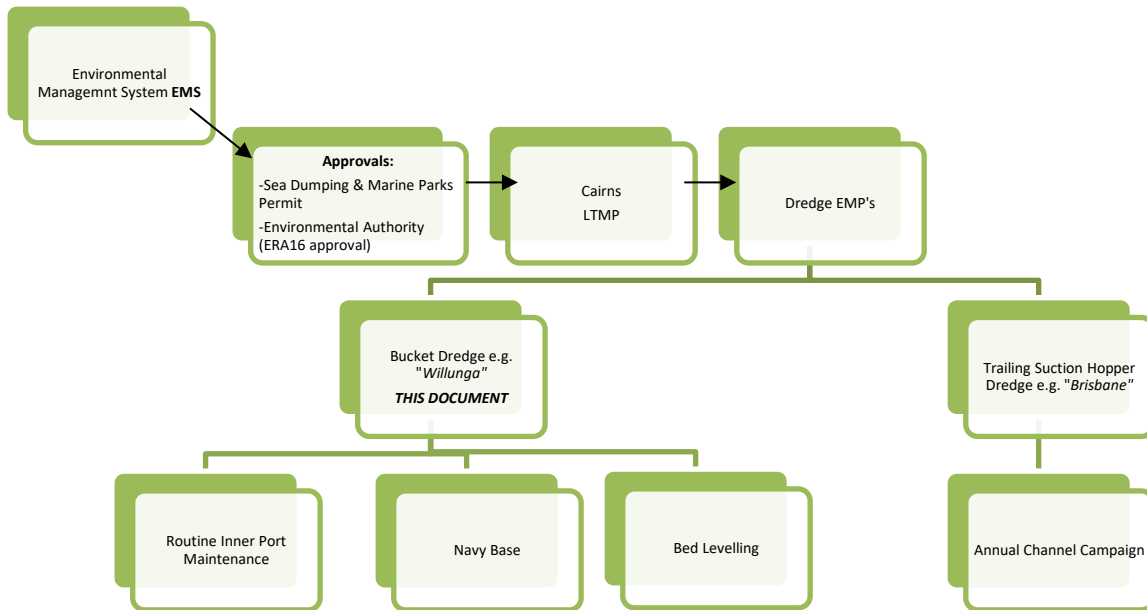 Environmental
Managemnt System EMS
Approvals:
-Sea Dumping & Marine Parks
Permit
-Environmental Authority
(ERA16 approval)
Cairns
LTMP
Dredge EMP's
Bucket Dredge e.g.
"Willunga"
THIS DOCUMENT
Trailing Suction Hopper
Dredge e.g. "Brisbane"
Routine Inner Port
Maintenance
Navy Base
Bed Levelling
Annual Channel Campaign